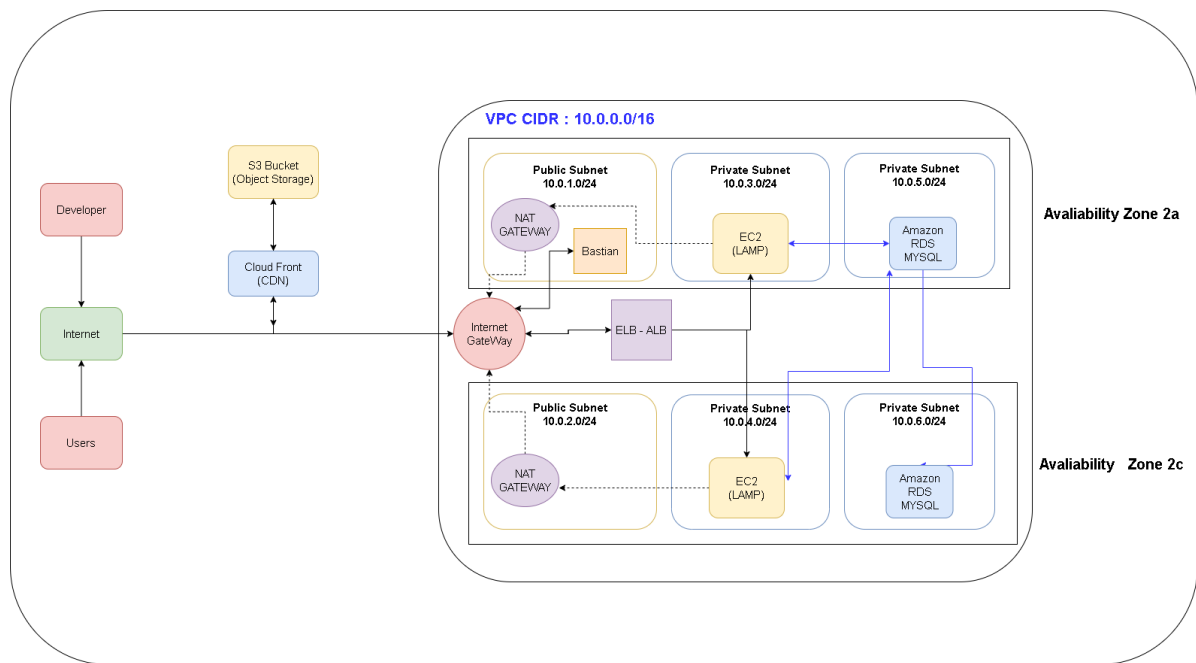 VPC CIDR : 10.0.0.0/16
Public Subnet
10.0.1.0/24
Private Subnet
10.0.3.0/24
Private Subnet
10.0.5.0/24
S3 Bucket
(Object Storage)
Developer
NAT
GATEWAY
Bastian
EC2
(LAMP)
Amazon
RDS
MYSQL
Avaliability Zone 2a
Cloud Front
(CDN)
Internet
Internet
GateWay
ELB - ALB
Public Subnet
10.0.2.0/24
Private Subnet
10.0.4.0/24
Private Subnet
10.0.6.0/24
Users
NAT
GATEWAY
EC2
(LAMP)
Amazon
RDS
MYSQL
Avaliability Zone 2c